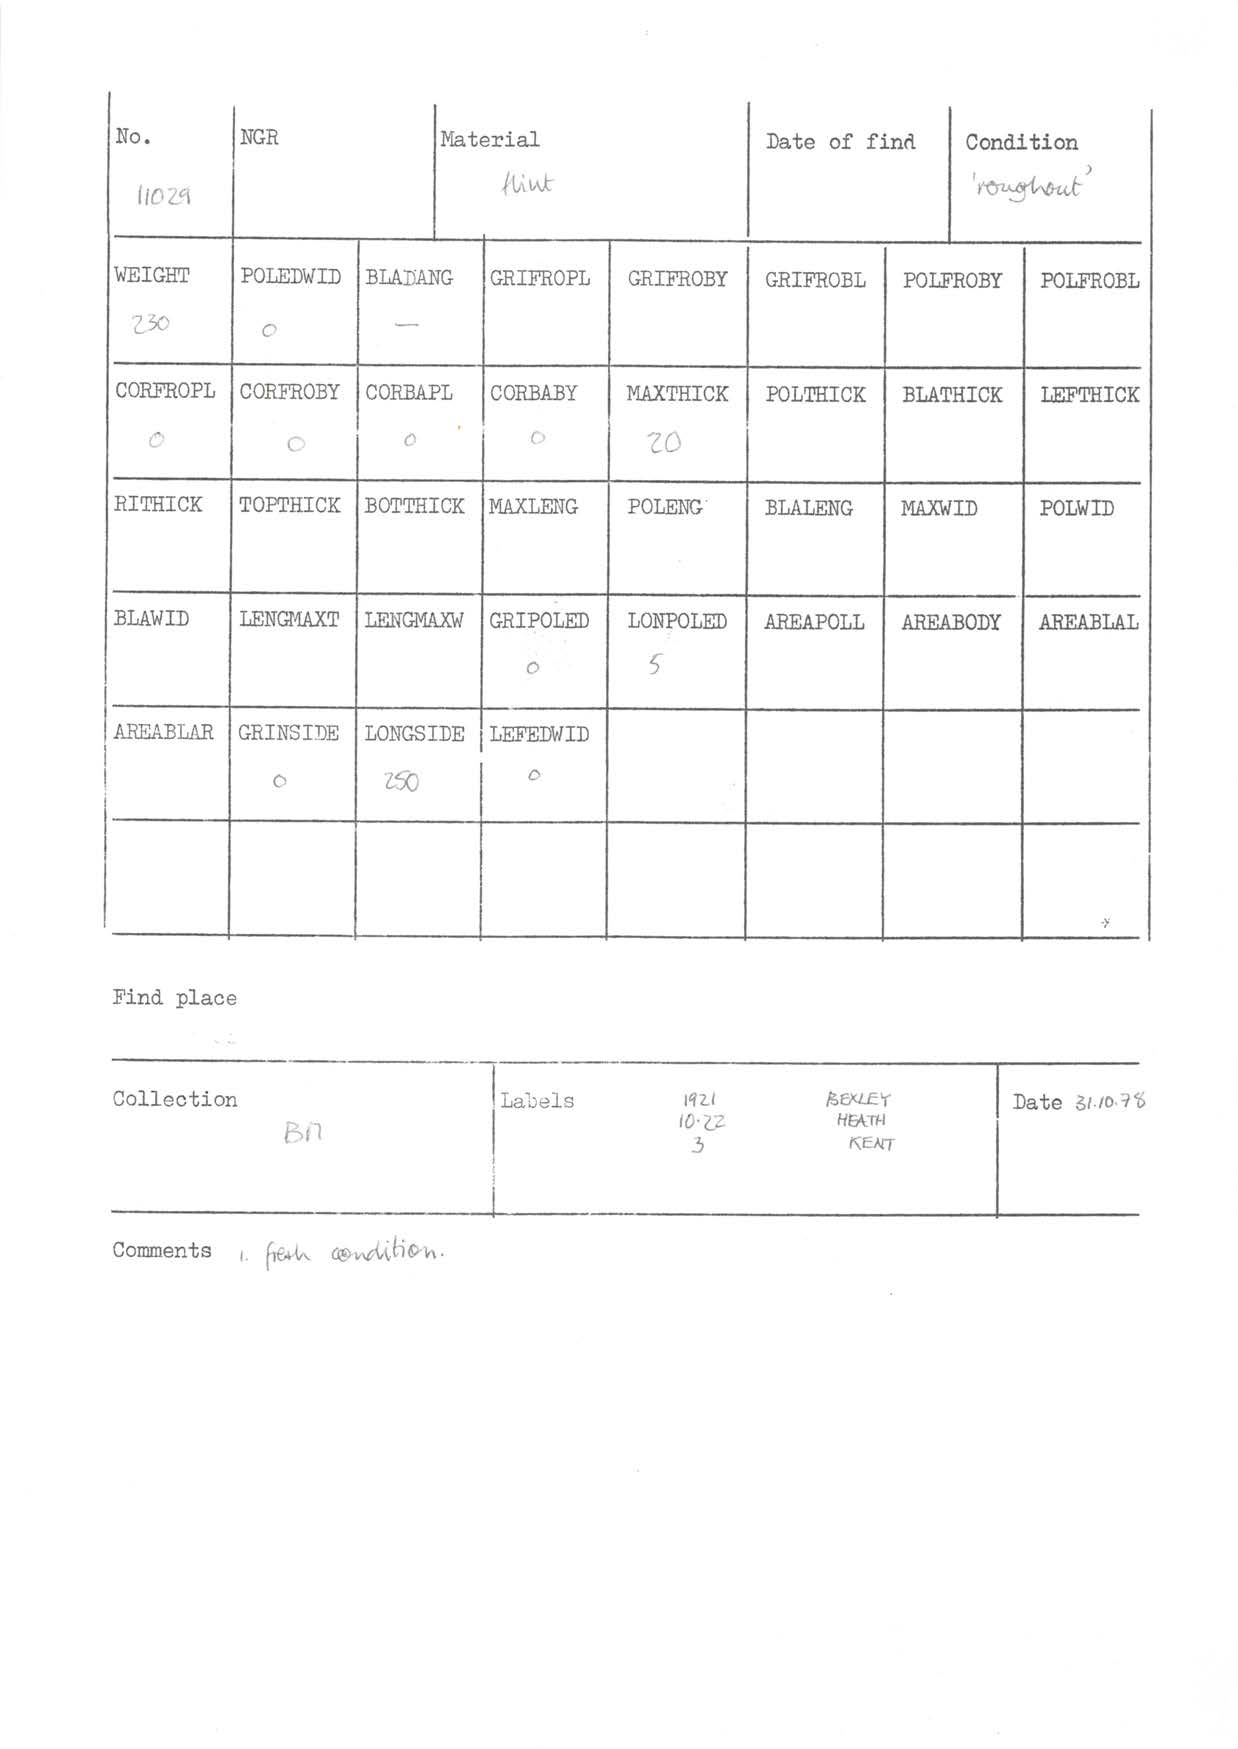 No. NGR Material Date of find Condition
11029 flint 'roughout'
WEIGHT POLEDWID BLADANG GRIFROPL GRIFROBY GRIFROBL POLFROBY POLFROBL
230 0 —
CORFROPL CORFROBY CORBAPL CORBABY MAXTHICK POLTHICK BLATHICK LEFTHICK
0 0 0 0 20
RITHICK TOPTHICK BOTTHICK MAXLENG POLENG BLALENG MAXWID POLWID
BLAWID LENGMAXT LENGMAXW GRIPOLED LONPOLED AREAPOLL AREABODY AREABLAL
0 5
AREABLAR GRINSIDE LONGSIDE LEFEDWID
0 250 0
Find place
Collection Labels 1921 BEXLEY Date 31.10.78
BM 10.22 HEATH
3 KENT
Comments 1. fresh condition.